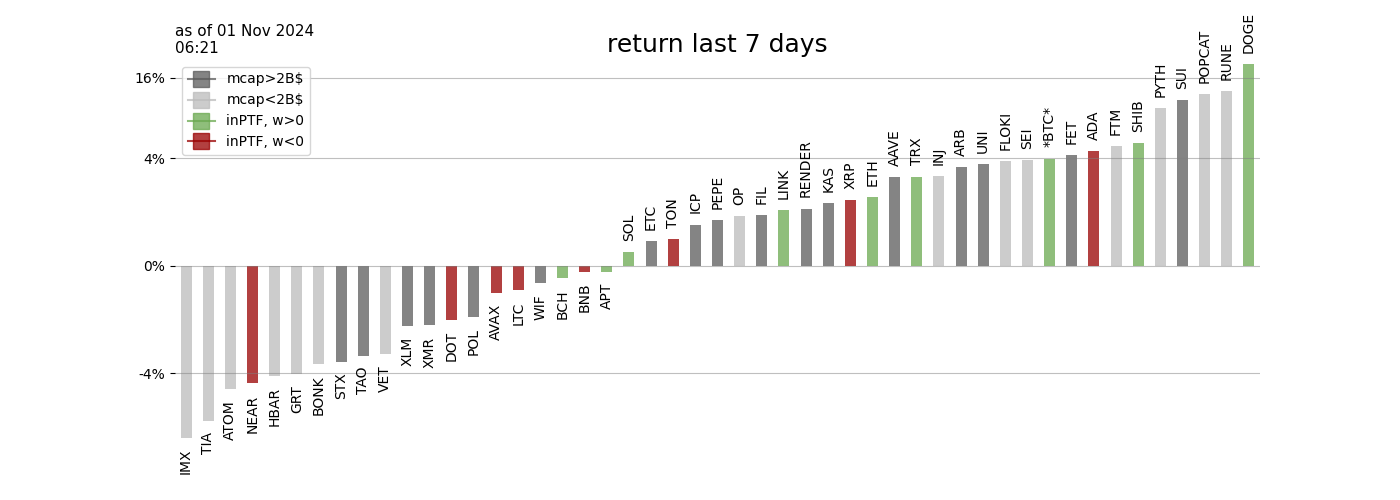 as of 01 Nov 2024
06:21
return last 7 days
mcap>2B$
mcap<2B$
inPTF, w>0
inPTF, w<0
16%
4%
0%
-4%
IMX
TIA
ATOM
NEAR
HBAR
GRT
BONK
STX
TAO
VET
XLM
XMR
DOT
POL
AVAX
LTC
WIF
BCH
BNB
APT
SOL
ETC
TON
ICP
PEPE
OP
FIL
LINK
RENDER
KAS
XRP
ETH
AAVE
TRX
INJ
ARB
UNI
FLOKI
SEI
*BTC*
FET
ADA
FTM
SHIB
PYTH
SUI
POPCAT
RUNE
DOGE